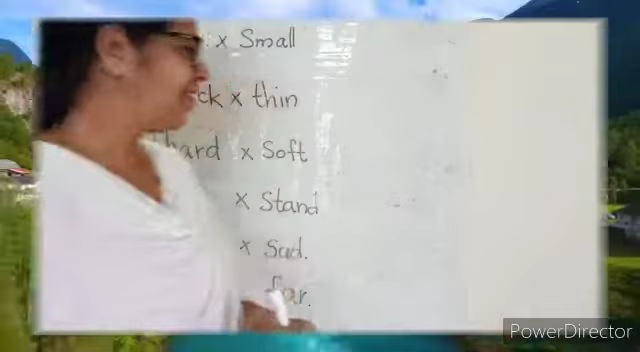 x Small
ck x thin
hard x Soft
x Stand
x Sad.
far.
PowerDirector